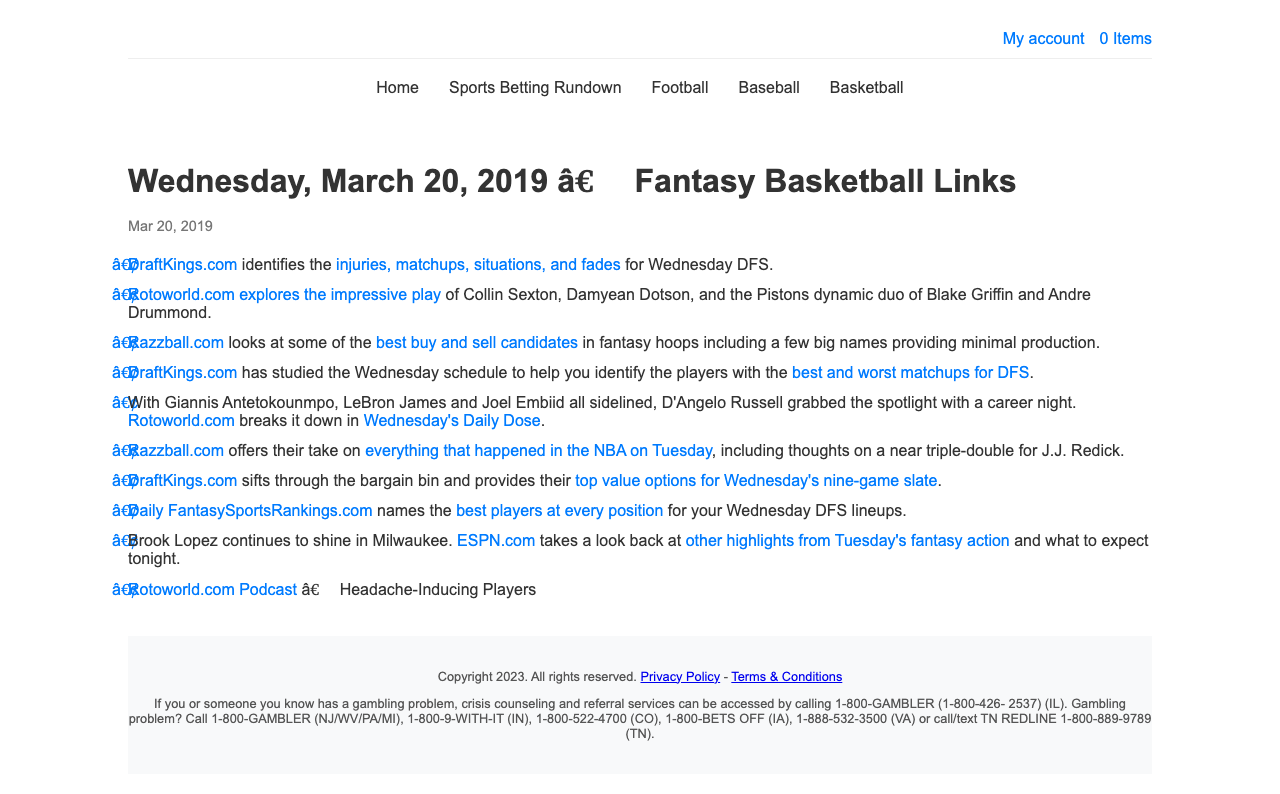 My account 0 Items
Home Sports Betting Rundown Football Baseball Basketball
Wednesday, March 20, 2019 â€ Fantasy Basketball Links
Mar 20, 2019
â€¢DraftKings.com identifies the injuries, matchups, situations, and fades for Wednesday DFS.
â€¢Rotoworld.com explores the impressive play of Collin Sexton, Damyean Dotson, and the Pistons dynamic duo of Blake Griffin and Andre
Drummond.
â€¢Razzball.com looks at some of the best buy and sell candidates in fantasy hoops including a few big names providing minimal production.
â€¢DraftKings.com has studied the Wednesday schedule to help you identify the players with the best and worst matchups for DFS.
â€¢With Giannis Antetokounmpo, LeBron James and Joel Embiid all sidelined, D'Angelo Russell grabbed the spotlight with a career night.
Rotoworld.com breaks it down in Wednesday's Daily Dose.
â€¢Razzball.com offers their take on everything that happened in the NBA on Tuesday, including thoughts on a near triple-double for J.J. Redick.
â€¢DraftKings.com sifts through the bargain bin and provides their top value options for Wednesday's nine-game slate.
â€¢Daily FantasySportsRankings.com names the best players at every position for your Wednesday DFS lineups.
â€¢Brook Lopez continues to shine in Milwaukee. ESPN.com takes a look back at other highlights from Tuesday's fantasy action and what to expect
tonight.
â€¢Rotoworld.com Podcast â€ Headache-Inducing Players
Copyright 2023. All rights reserved. Privacy Policy - Terms & Conditions
If you or someone you know has a gambling problem, crisis counseling and referral services can be accessed by calling 1-800-GAMBLER (1-800-426- 2537) (IL). Gambling
problem? Call 1-800-GAMBLER (NJ/WV/PA/MI), 1-800-9-WITH-IT (IN), 1-800-522-4700 (CO), 1-800-BETS OFF (IA), 1-888-532-3500 (VA) or call/text TN REDLINE 1-800-889-9789
(TN).